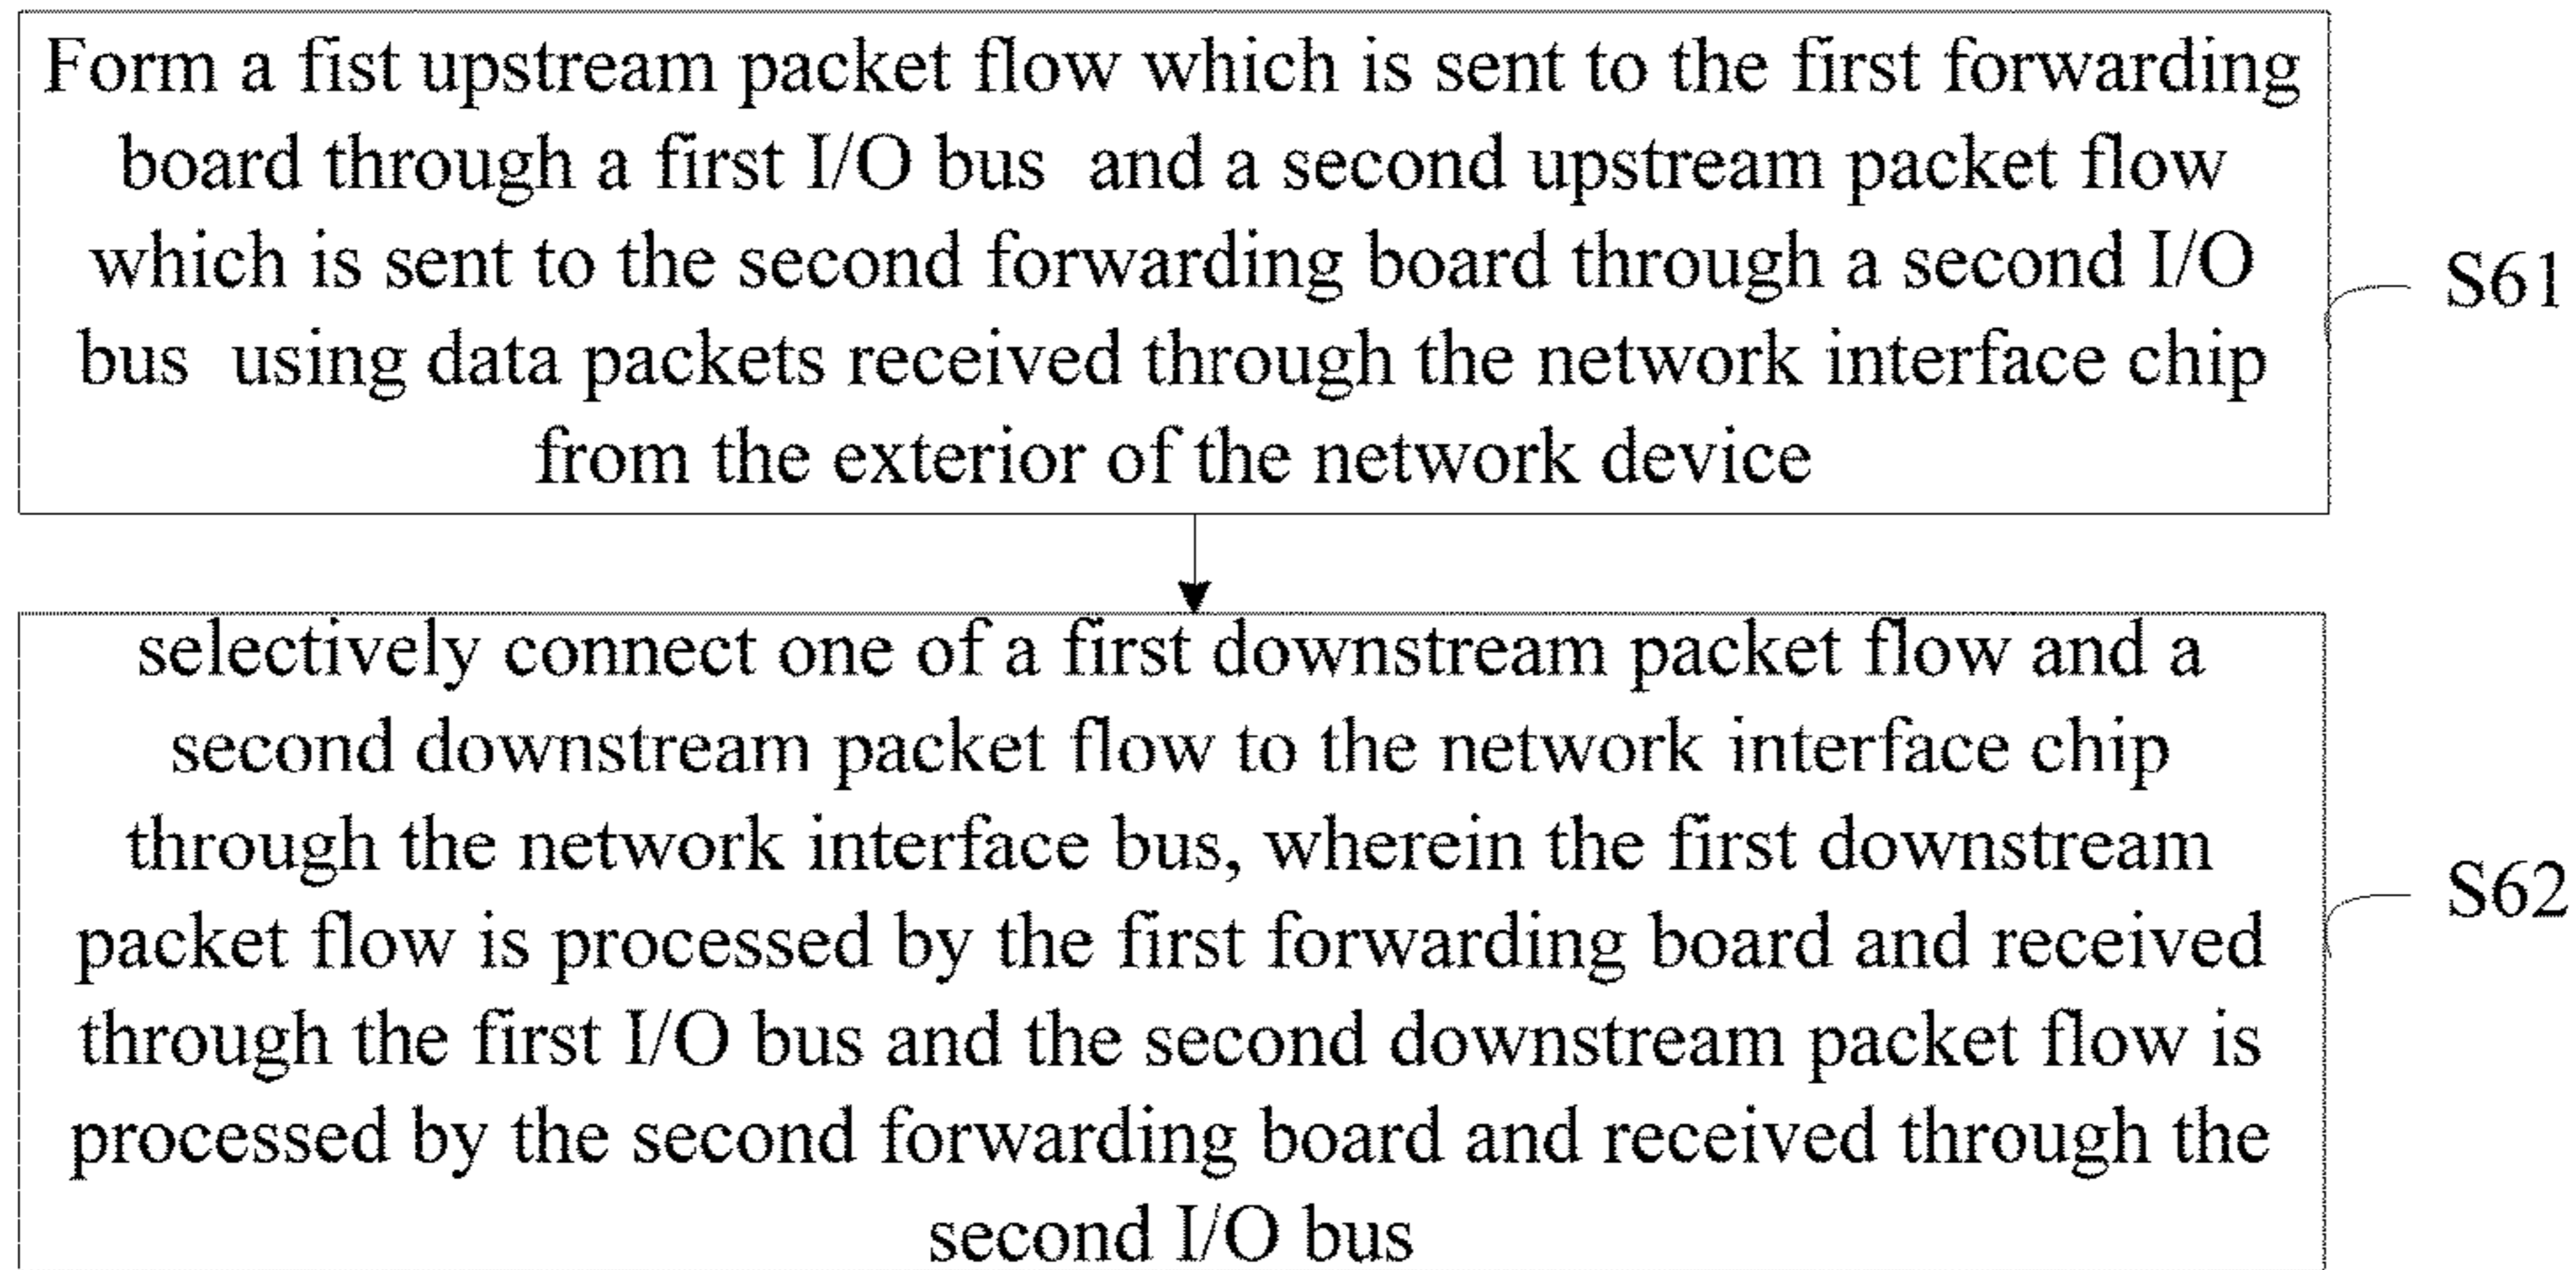 Form a fist upstream packet flow which is sent to the first forwarding
board through a first I/O bus and a second upstream packet flow
which is sent to the second forwarding board through a second I/O
bus using data packets received through the network interface chip
from the exterior of the network device
S61
selectively connect one of a first downstream packet flow and a
second downstream packet flow to the network interface chip
through the network interface bus, wherein the first downstream
packet flow is processed by the first forwarding board and received
through the first I/O bus and the second downstream packet flow is
processed by the second forwarding board and received through the
second I/O bus
S62